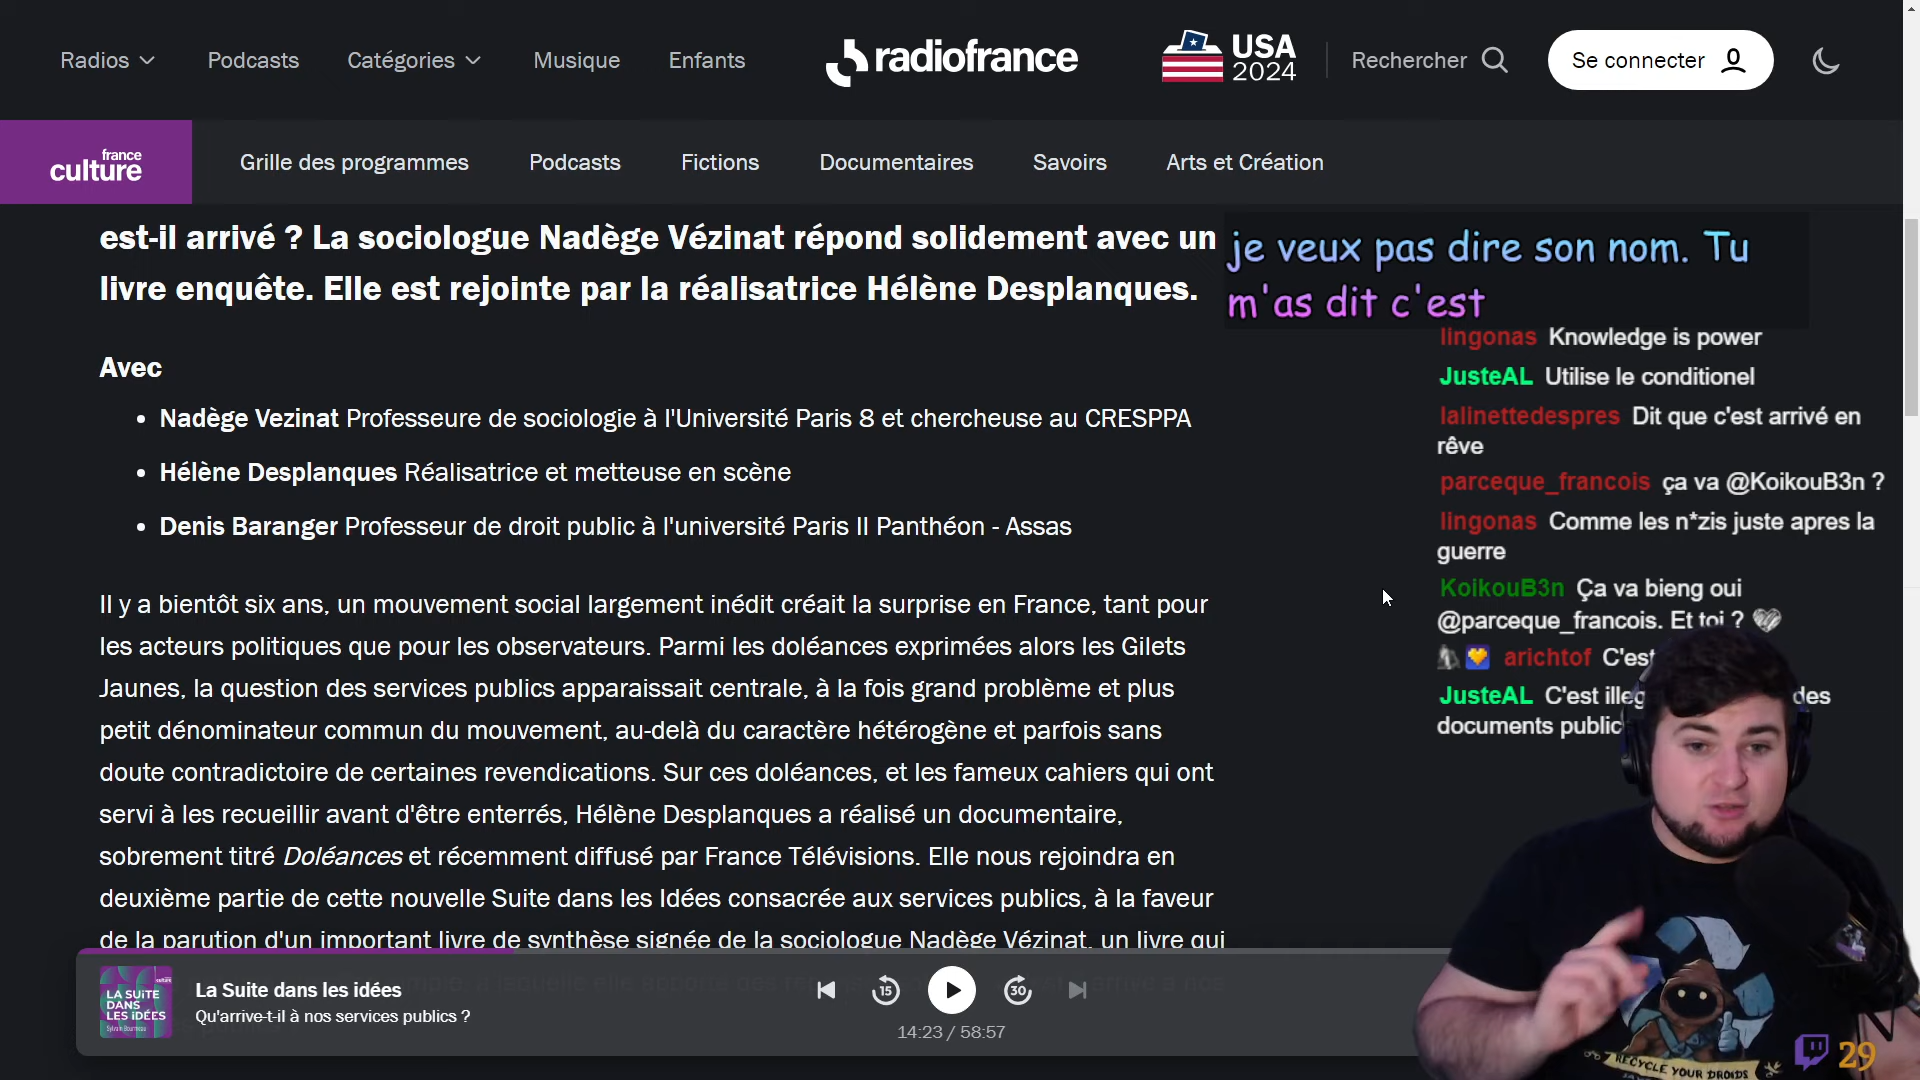 Radios
Podcasts
Catégories
Musique
Enfants
radiofrance
USA
2024
Rechercher
Se connecter
france
culture
Grille des programmes
Podcasts
Fictions
Documentaires
Savoirs
Arts et Création
est-il arrivé ? La sociologue Nadège Vézinat répond solidement avec un
livre enquête. Elle est rejointe par la réalisatrice Hélène Desplanques.
je veux pas dire son nom. Tu
m'as dit c'est
Avec
Nadège Vezinat Professeure de sociologie à l'Université Paris 8 et chercheuse au CRESPPA
Hélène Desplanques Réalisatrice et metteuse en scène
Denis Baranger Professeur de droit public à l'université Paris II Panthéon - Assas
Il y a bientôt six ans, un mouvement social largement inédit créait la surprise en France, tant pour
les acteurs politiques que pour les observateurs. Parmi les doléances exprimées alors les Gilets
Jaunes, la question des services publics apparaissait centrale, à la fois grand problème et plus
petit dénominateur commun du mouvement, au-delà du caractère hétérogène et parfois sans
doute contradictoire de certaines revendications. Sur ces doléances, et les fameux cahiers qui ont
servi à les recueillir avant d'être enterrés, Hélène Desplanques a réalisé un documentaire,
sobrement titré Doléances et récemment diffusé par France Télévisions. Elle nous rejoindra en
deuxième partie de cette nouvelle Suite dans les Idées consacrée aux services publics, à la faveur
de la parution d'un important livre de synthèse signée de la sociologue Nadège Vézinat, un livre qui
lingonas Knowledge is power
JusteAL Utilise le conditionel
lalinettedespres Dit que c'est arrivé en
rêve
parceque_francois ça va @KoikouB3n ?
lingonas Comme les n*zis juste apres la
guerre
KoikouB3n Ça va bieng oui
@parceque_francois. Et toi ?
arichtof C'est
JusteAL C'est illeg des
documents public
LA SUITE
DANS
LES IDÉES
Sylvain Bourmeau
La Suite dans les idées
Qu'arrive-t-il à nos services publics ?
15
30
14:23 / 58:57
RECYCLE YOUR DROIDS
29